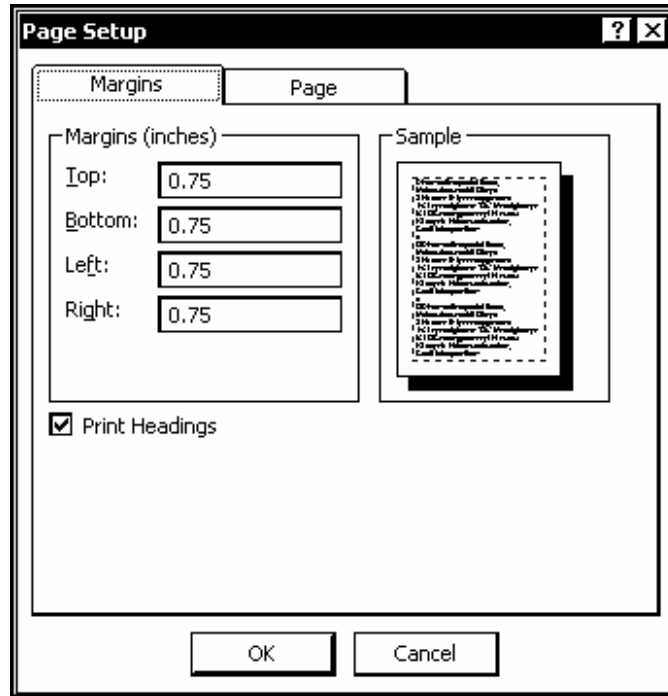 Page Setup
Margins
Page
Margins (inches)
Top: 0.75
Bottom: 0.75
Left: 0.75
Right: 0.75
Sample
Print Headings
OK
Cancel